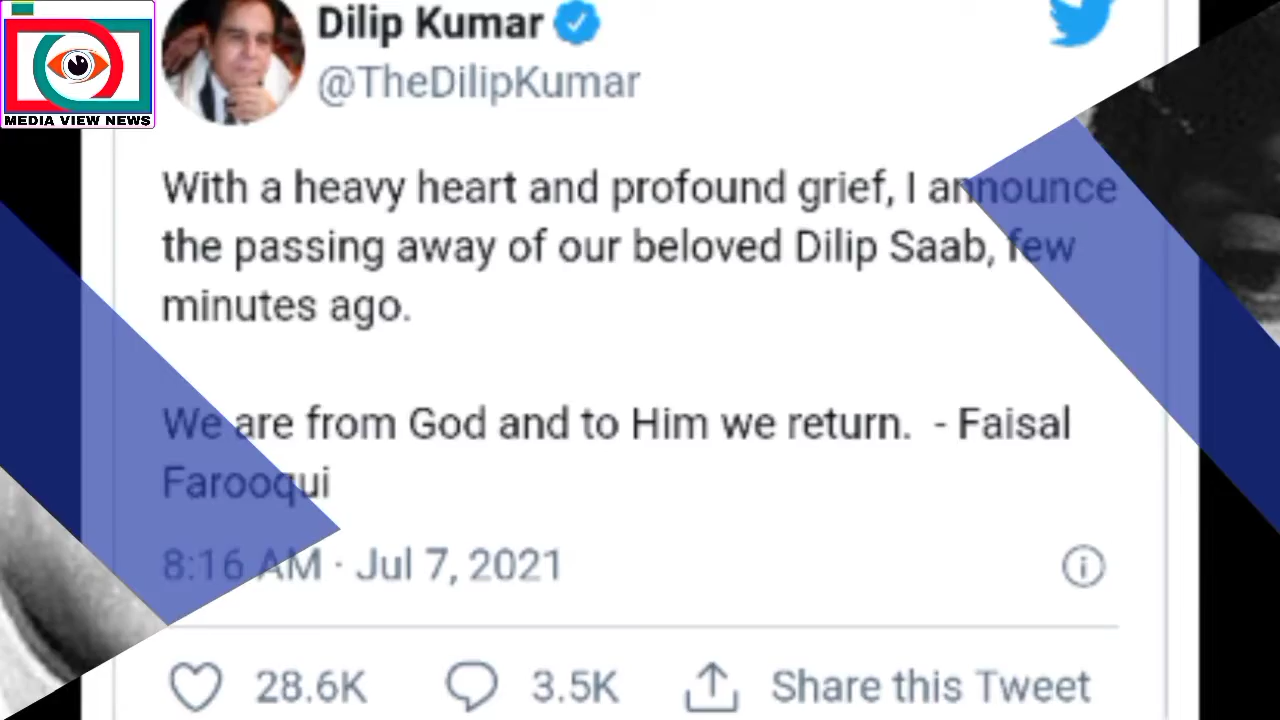 MEDIA VIEW NEWS
Dilip Kumar
@TheDilipKumar
With a heavy heart and profound grief, I announce
the passing away of our beloved Dilip Saab, few
minutes ago.
We are from God and to Him we return. - Faisal
Farooqui
8:16 AM · Jul 7, 2021
28.6K 3.5K Share this Tweet